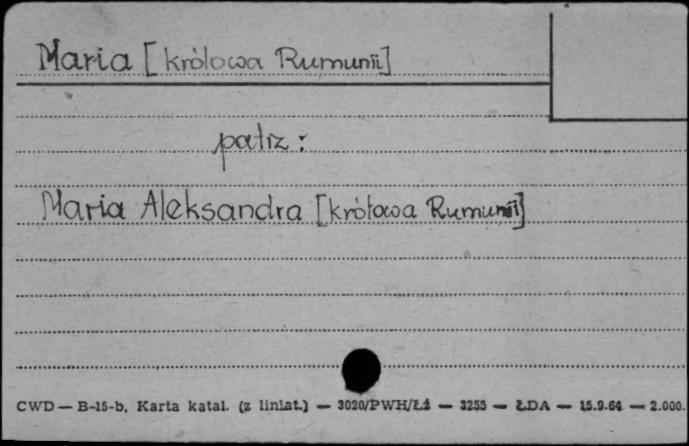 Maria [królowa Rumunii]
patrz:
Maria Aleksandra [królowa Rumunii]
CWD — B-15-b, Karta katal. (z liniat.) — 3020/PWH/Łż — 3255 — ŁDA — 15.9.64 — 2.000.